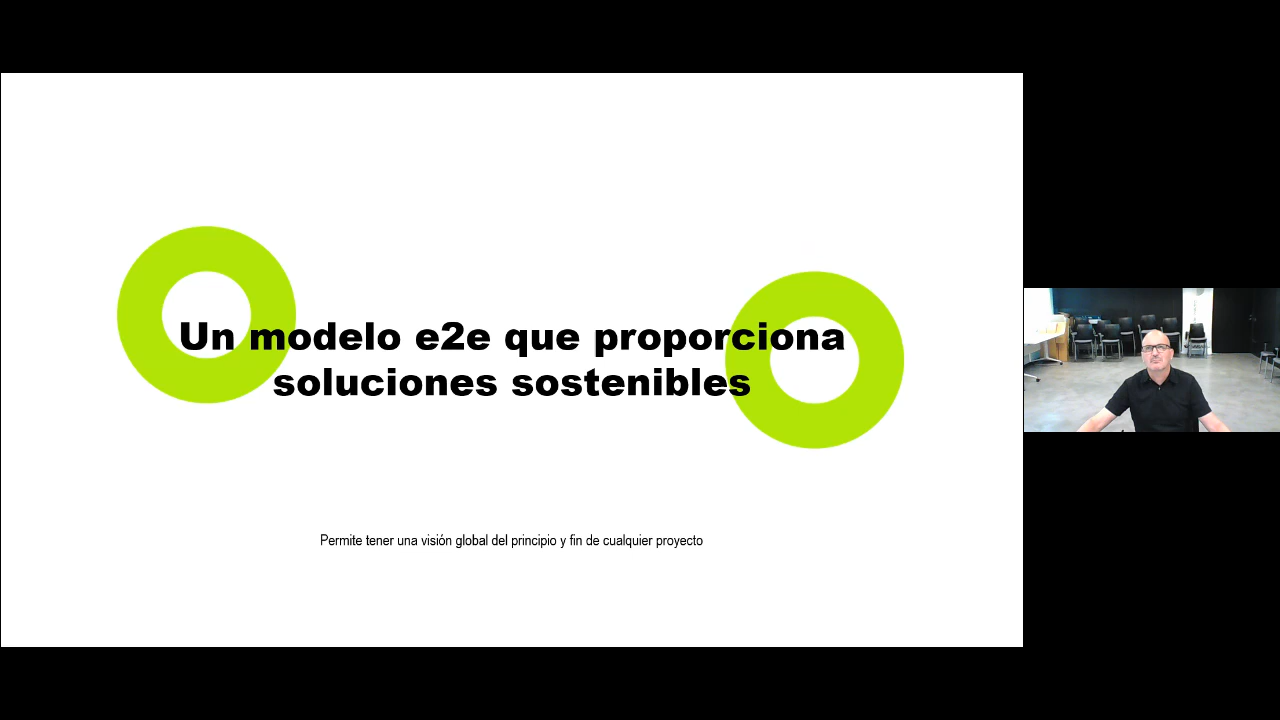 Un modelo e2e que proporciona
soluciones sostenibles
Permite tener una visión global del principio y fin de cualquier proyecto